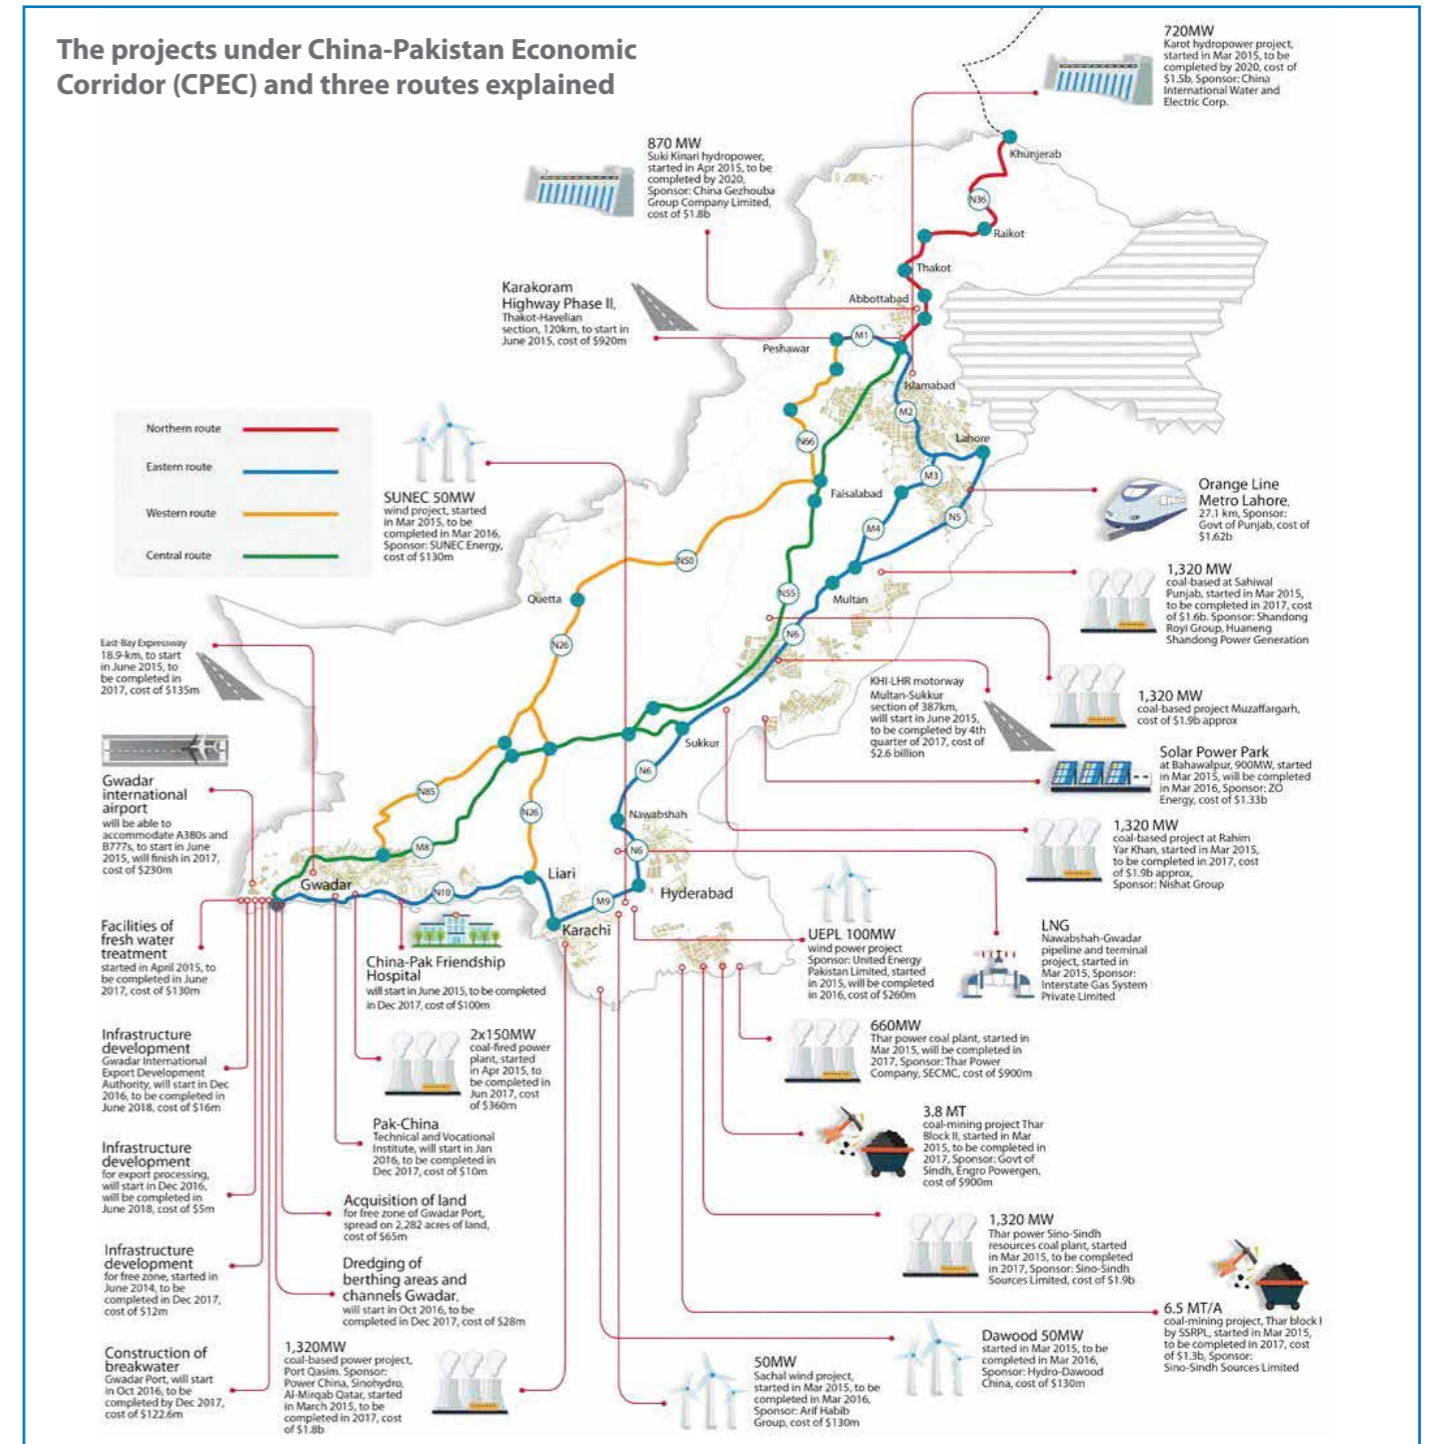 The projects under China-Pakistan Economic
Corridor (CPEC) and three routes explained
720MW
Karot hydropower project,
started in Mar 2015, to be
completed by 2020, cost of
$1.5b, Sponsor: China
International Water and
Electric Corp.
870 MW
Suki Kinari hydropower,
started in Apr 2015, to be
completed by 2020,
Sponsor: China Gezhouba
Group Company Limited,
cost of $1.8b
Khunjerab
N36
Raikot
Thakot
Abbottabad
Karakoram
Highway Phase II,
Thakot-Havelian
section, 120km, to start in
June 2015, cost of $920m
Peshawar
M1
Islamabad
M2
Lahore
N66
M3
Faisalabad
N5
M4
N50
N55
Multan
Quetta
N6
N26
Northern route
Eastern route
Western route
Central route
SUNEC 50MW
wind project, started
in Mar 2015, to be
completed in Mar 2016,
Sponsor: SUNEC Energy,
cost of $130m
Orange Line
Metro Lahore,
27.1 km, Sponsor:
Govt of Punjab, cost of
$1.62b
1,320 MW
coal-based at Sahiwal
Punjab, started in Mar 2015,
to be completed in 2017, cost
of $1.6b. Sponsor: Shandong
Royi Group, Huaneng
Shandong Power Generation
East-Bay Expressway
18.9-km, to start
in June 2015, to
be completed in
2017, cost of $135m
KHI-LHR motorway
Multan-Sukkur
section of 387km,
will start in June 2015,
to be completed by 4th
quarter of 2017, cost of
$2.6 billion
1,320 MW
coal-based project Muzaffargarh,
cost of $1.9b approx
Solar Power Park
at Bahawalpur, 900MW, started
in Mar 2015, will be completed
in Mar 2016, Sponsor: ZO
Energy, cost of $1.33b
Sukkur
N6
N85
N26
Nawabshah
N6
M8
Gwadar
N10
Liari
M9
Hyderabad
Karachi
Gwadar
international
airport
will be able to
accommodate A380s and
B777s, to start in June
2015, will finish in 2017,
cost of $230m
1,320 MW
coal-based project at Rahim
Yar Khan, started in Mar 2015,
to be completed in 2017, cost
of $1.9b approx,
Sponsor: Nishat Group
Facilities of
fresh water
treatment
started in April 2015, to
be completed in June
2017, cost of $130m
China-Pak Friendship
Hospital
will start in June 2015, to be completed
in Dec 2017, cost of $100m
UEPL 100MW
wind power project
Sponsor: United Energy
Pakistan Limited, started
in 2015, will be completed
in 2016, cost of $260m
LNG
Nawabshah-Gwadar
pipeline and terminal
project, started in
Mar 2015, Sponsor:
Interstate Gas System
Private Limited
Infrastructure
development
Gwadar International
Export Development
Authority, will start in Dec
2016, to be completed in
June 2018, cost of $16m
2x150MW
coal-fired power
plant, started
in Apr 2015, to
be completed in
Jun 2017, cost
of $360m
660MW
Thar power coal plant, started in
Mar 2015, will be completed in
2017, Sponsor: Thar Power
Company, SECMC, cost of $900m
Pak-China
Technical and Vocational
Institute, will start in Jan
2016, to be completed in
Dec 2017, cost of $10m
3.8 MT
coal-mining project Thar
Block II, started in Mar
2015, to be completed in
2017, Sponsor: Govt of
Sindh, Engro Powergen,
cost of $900m
Infrastructure
development
for export processing,
will start in Dec 2016,
will be completed in
June 2018, cost of $5m
Acquisition of land
for free zone of Gwadar Port,
spread on 2,282 acres of land,
cost of $65m
1,320 MW
Thar power Sino-Sindh
resources coal plant, started
in Mar 2015, to be completed
in 2017, Sponsor: Sino-Sindh
Sources Limited, cost of $1.9b
Infrastructure
development
for free zone, started in
June 2014, to be
completed in Dec 2017,
cost of $12m
Dredging of
berthing areas and
channels Gwadar,
will start in Oct 2016, to be
completed in Dec 2017, cost of $28m
6.5 MT/A
coal-mining project, Thar block I
by SSRPL, started in Mar 2015,
to be completed in 2017, cost
of $1.3b, Sponsor:
Sino-Sindh Sources Limited
Construction of
breakwater
Gwadar Port, will start
in Oct 2016, to be
completed by Dec 2017,
cost of $122.6m
1,320MW
coal-based power project,
Port Qasim. Sponsor:
Power China, Sinohydro,
Al-Mirqab Qatar, started
in March 2015, to be
completed in 2017, cost
of $1.8b
50MW
Sachal wind project,
started in Mar 2015, to be
completed in Mar 2016,
Sponsor: Arif Habib
Group, cost of $130m
Dawood 50MW
started in Mar 2015, to be
completed in Mar 2016,
Sponsor: Hydro-Dawood
China, cost of $130m